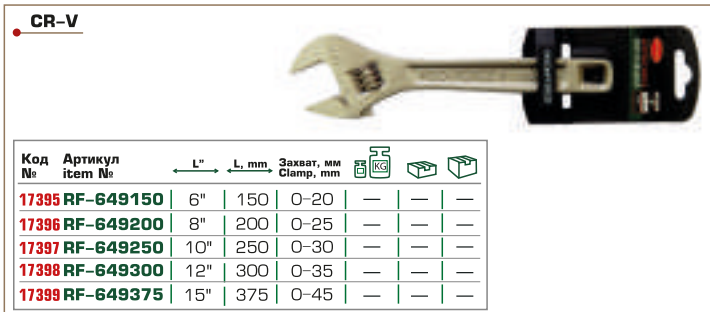 CR-V
Код Артикул L" L, mm Захват, мм
№ item № Clamp, mm KG
17395 RF-649150 6" 150 0-20 — — —
17396 RF-649200 8" 200 0-25 — — —
17397 RF-649250 10" 250 0-30 — — —
17398 RF-649300 12" 300 0-35 — — —
17399 RF-649375 15" 375 0-45 — — —